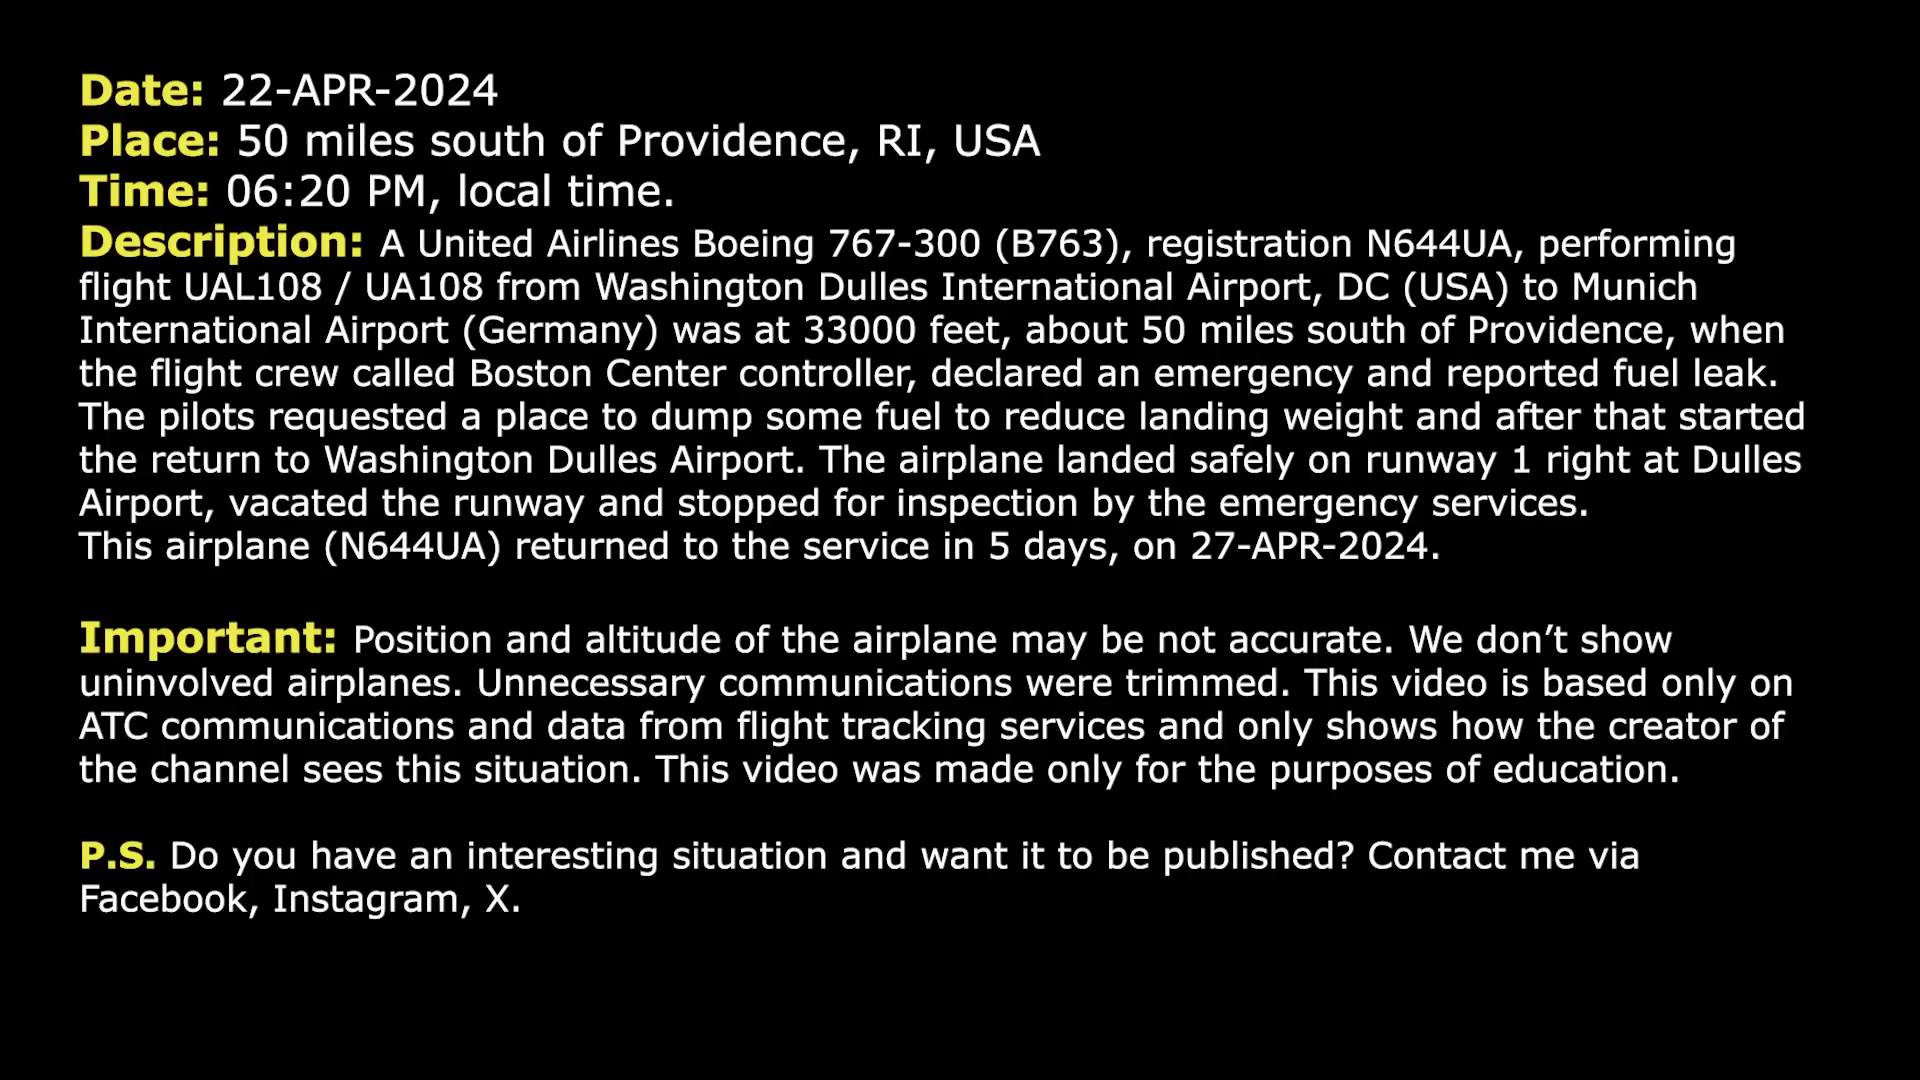 Date: 22-APR-2024
Place: 50 miles south of Providence, RI, USA
Time: 06:20 PM, local time.
Description: A United Airlines Boeing 767-300 (B763), registration N644UA, performing
flight UAL108 / UA108 from Washington Dulles International Airport, DC (USA) to Munich
International Airport (Germany) was at 33000 feet, about 50 miles south of Providence, when
the flight crew called Boston Center controller, declared an emergency and reported fuel leak.
The pilots requested a place to dump some fuel to reduce landing weight and after that started
the return to Washington Dulles Airport. The airplane landed safely on runway 1 right at Dulles
Airport, vacated the runway and stopped for inspection by the emergency services.
This airplane (N644UA) returned to the service in 5 days, on 27-APR-2024.
Important: Position and altitude of the airplane may be not accurate. We don’t show
uninvolved airplanes. Unnecessary communications were trimmed. This video is based only on
ATC communications and data from flight tracking services and only shows how the creator of
the channel sees this situation. This video was made only for the purposes of education.
P.S. Do you have an interesting situation and want it to be published? Contact me via
Facebook, Instagram, X.